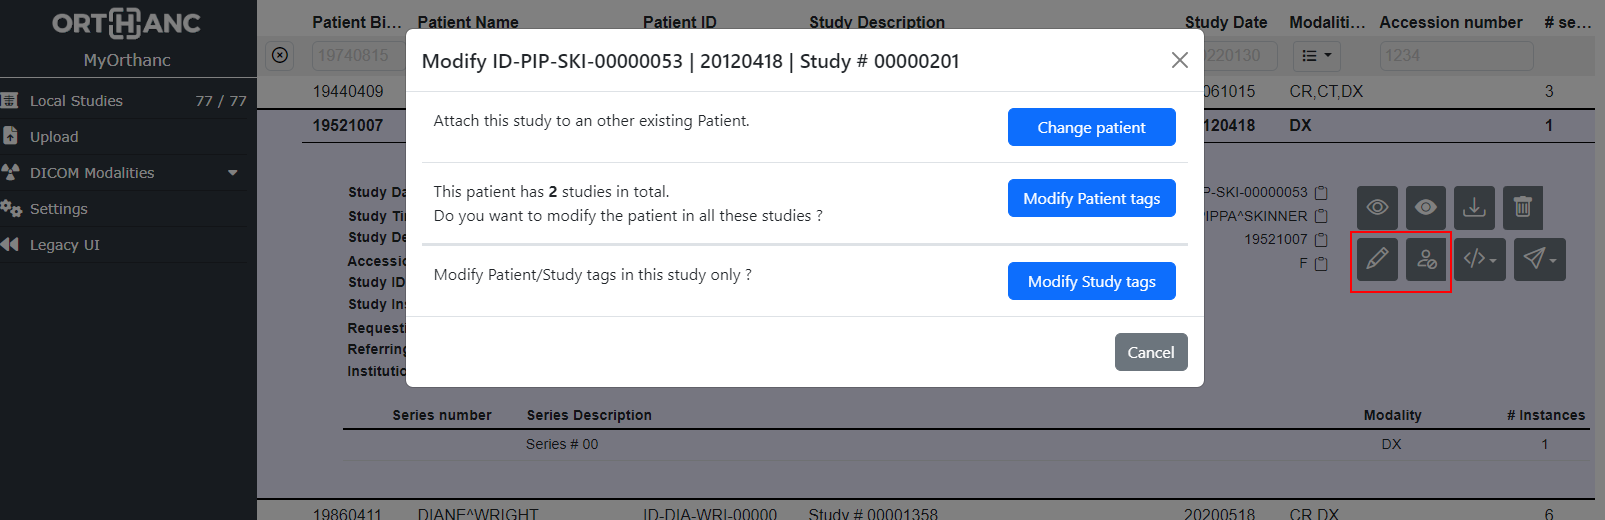 ORTHANC
MyOrthanc
Local Studies 77 / 77
Upload
DICOM Modalities
Settings
Legacy UI
Patient Bi... Patient Name Patient ID Study Description Study Date Modaliti... Accession number # se...
19740815 220130 1234
19440409 061015 CR,CT,DX 3
19521007 120418 DX 1
Modify ID-PIP-SKI-00000053 | 20120418 | Study # 00000201
Attach this study to an other existing Patient.
Change patient
This patient has 2 studies in total.
Do you want to modify the patient in all these studies ?
Modify Patient tags
Modify Patient/Study tags in this study only ?
Modify Study tags
Cancel
Study Da P-SKI-00000053
Study Ti IPPA^SKINNER
Study De 19521007
Accessio F
Study ID
Study Ins
Requesti
Referring
Institutio
Series number Series Description Modality # Instances
Series # 00 DX 1
19860411 DIANE^WRIGHT ID-DIA-WRI-00000 Study # 00001358 20200518 CR,DX 6